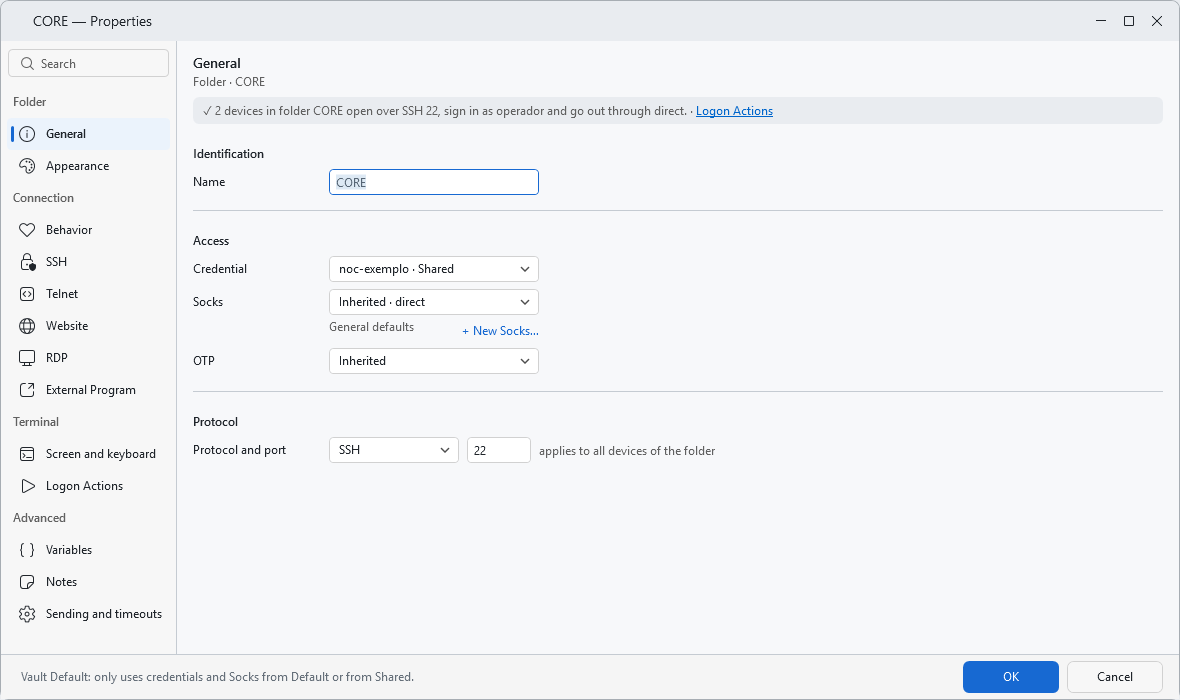 CORE — Properties
Search
Folder
General
Appearance
Connection
Behavior
SSH
Telnet
Website
RDP
External Program
Terminal
Screen and keyboard
Logon Actions
Advanced
Variables
Notes
Sending and timeouts
General
Folder · CORE
✓ 2 devices in folder CORE open over SSH 22, sign in as operador and go out through direct. · Logon Actions
Identification
Name CORE
Access
Credential noc-exemplo · Shared
Socks Inherited · direct
General defaults + New Socks...
OTP Inherited
Protocol
Protocol and port SSH 22 applies to all devices of the folder
Vault Default: only uses credentials and Socks from Default or from Shared.
OK Cancel